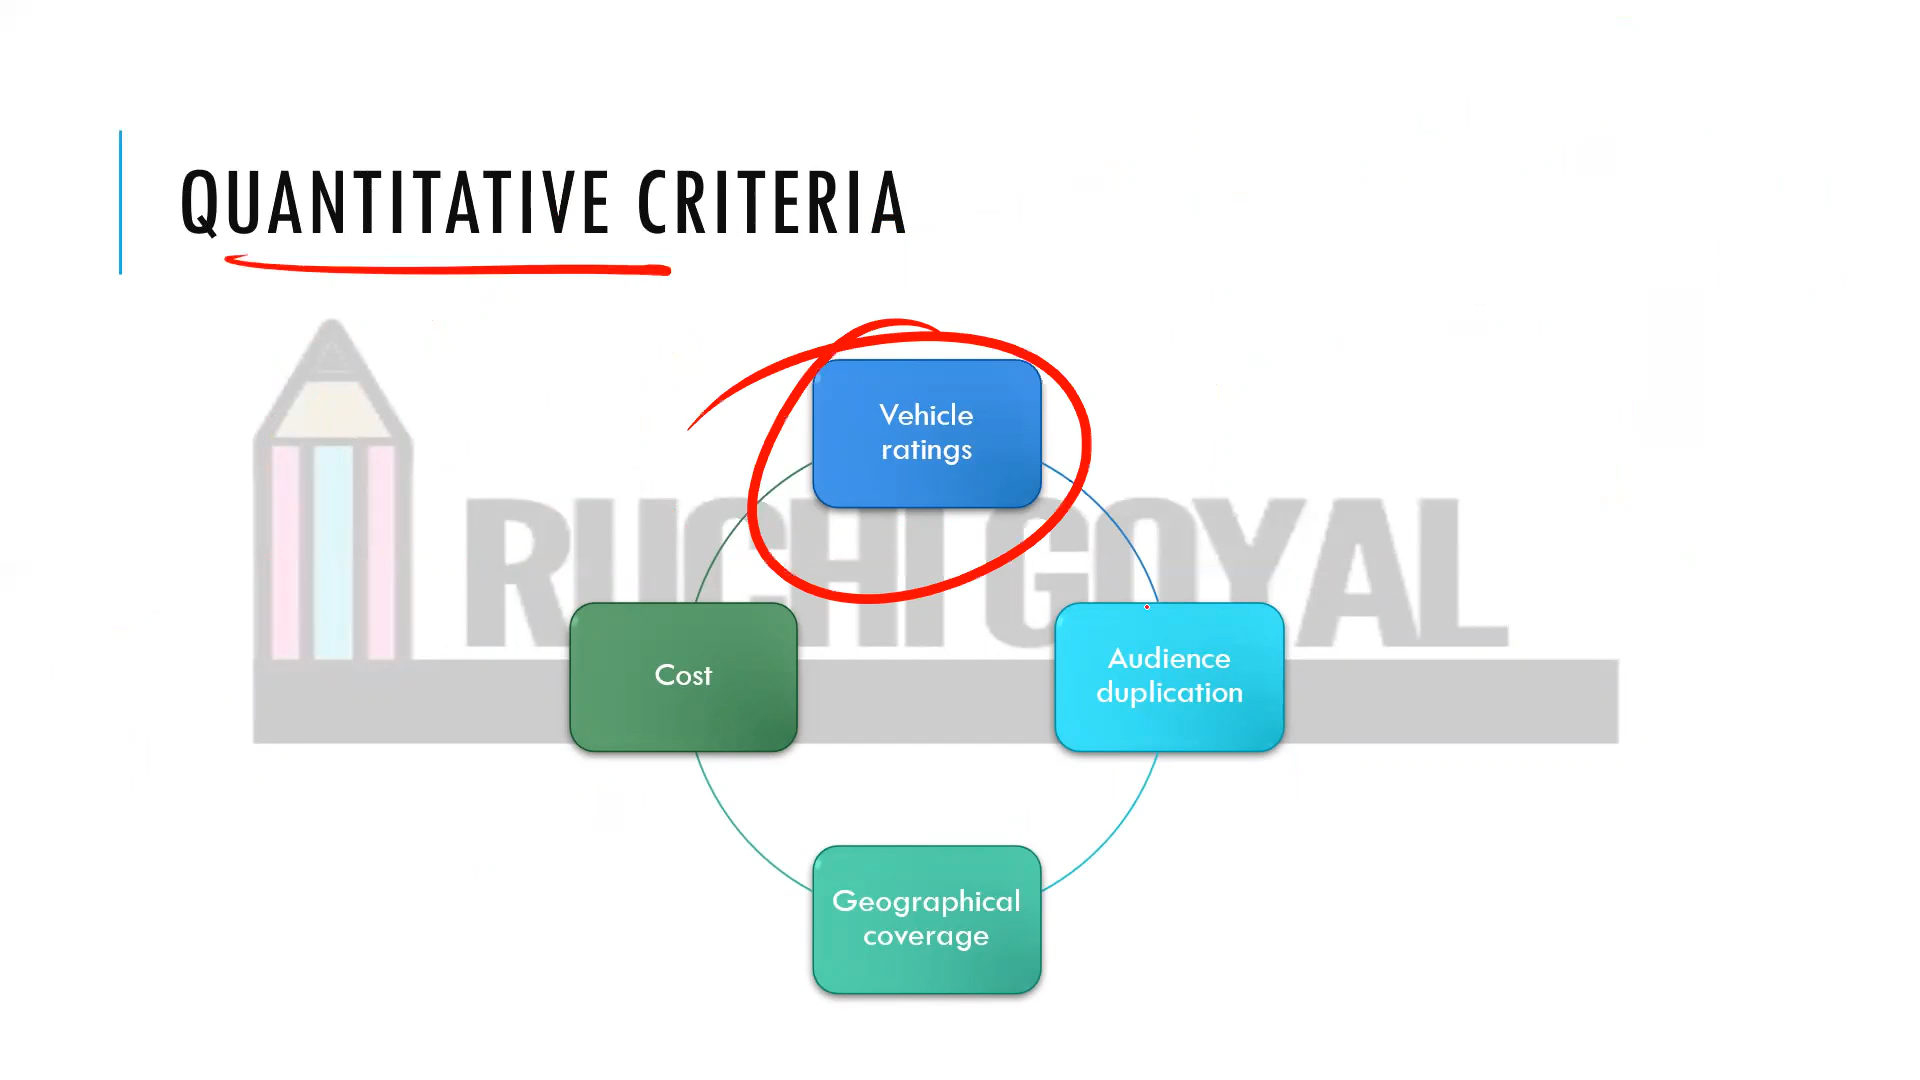 QUANTITATIVE CRITERIA
Vehicle
ratings
RUCHI GOYAL
Cost
Audience
duplication
Geographical
coverage